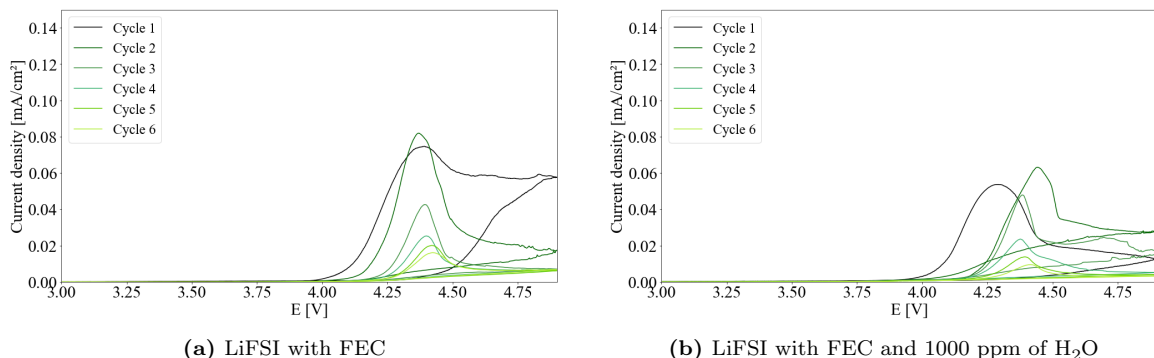 0.14
0.12
0.10
0.08
0.06
0.04
0.02
0.00
Current density [mA/cm²]
Cycle 1
Cycle 2
Cycle 3
Cycle 4
Cycle 5
Cycle 6
3.00 3.25 3.50 3.75 4.00 4.25 4.50 4.75
E [V]
(a) LiFSI with FEC
0.14
0.12
0.10
0.08
0.06
0.04
0.02
0.00
Current density [mA/cm²]
Cycle 1
Cycle 2
Cycle 3
Cycle 4
Cycle 5
Cycle 6
3.00 3.25 3.50 3.75 4.00 4.25 4.50 4.75
E [V]
(b) LiFSI with FEC and 1000 ppm of H₂O